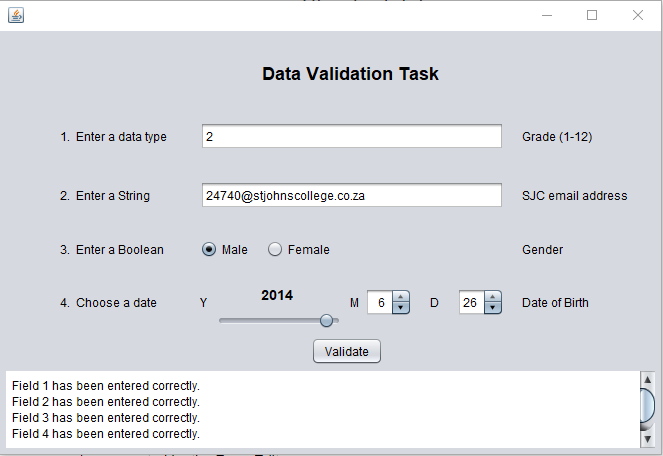 Data Validation Task
1. Enter a data type 2 Grade (1-12)
2. Enter a String 24740@stjohnscollege.co.za SJC email address
3. Enter a Boolean Male Female Gender
4. Choose a date Y 2014 M 6 D 26 Date of Birth
Validate
Field 1 has been entered correctly.
Field 2 has been entered correctly.
Field 3 has been entered correctly.
Field 4 has been entered correctly.